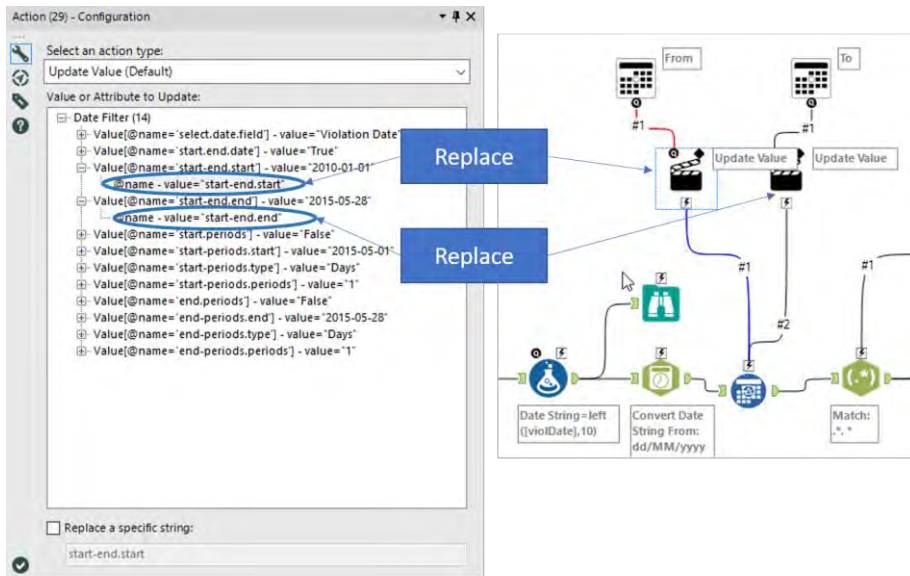 Action (29) - Configuration
Select an action type:
Update Value (Default)
Value or Attribute to Update:
Date Filter (14)
Value[@name='select.date.field'] - value="Violation Date"
Value[@name='start.end.date'] - value="True"
Value[@name='start-end.start'] - value="2010-01-01"
@name - value="start-end.start"
Value[@name='start-end.end'] - value="2015-05-28"
@name - value="start-end.end"
Value[@name='start.periods'] - value="False"
Value[@name='start-periods.start'] - value="2015-05-01"
Value[@name='start-periods.type'] - value="Days"
Value[@name='start-periods.periods'] - value="1"
Value[@name='end.periods'] - value="False"
Value[@name='end-periods.end'] - value="2015-05-28"
Value[@name='end-periods.type'] - value="Days"
Value[@name='end-periods.periods'] - value="1"
Replace a specific string:
start-end.start
Replace
Replace
From
To
#1
#1
Update Value
Update Value
#1
#2
#1
Date String=left
([violDate],10)
Convert Date
String From:
dd/MM/yyyy
Match:
.*, *